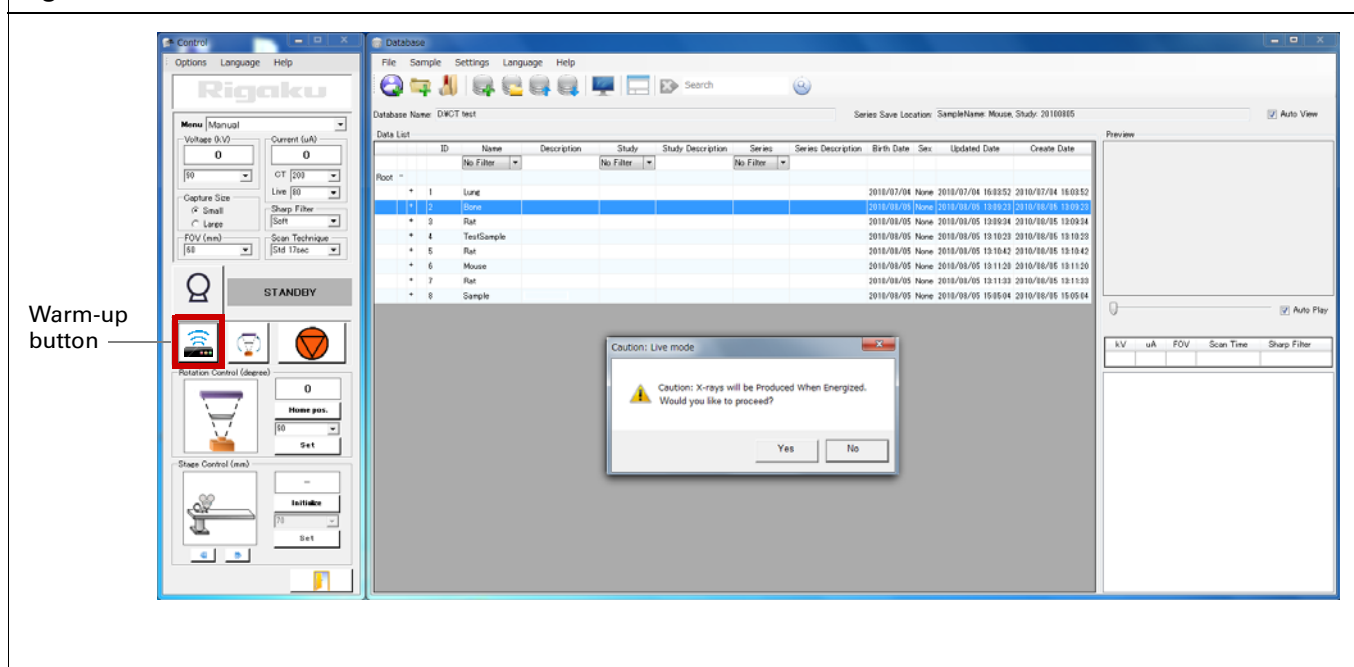 Warm-up
button
Control
Options Language Help
Rigaku
Menu Manual
Voltage (kV) Current (uA)
0 0
90 CT 200
Live 80
Capture Size
Small
Large
Sharp Filter
Soft
FOV (mm) Scan Technique
60 Std 17sec
STANDBY
Rotation Control (degree)
0
Home pos.
90
Set
Stage Control (mm)
-
Initialize
70
Set
Database
File Sample Settings Language Help
Search
Database Name: DWCT test Series Save Location: SampleName: Mouse, Study: 20100805 Auto View
Data List
ID Name Description Study Study Description Series Series Description Birth Date Sex Updated Date Create Date
No Filter No Filter No Filter
Root -
+ 1 Lung 2010/07/04 None 2010/07/04 16:03:52 2010/07/04 16:03:52
+ 2 Bone 2010/08/05 None 2010/08/05 13:09:23 2010/08/05 13:09:23
+ 3 Rat 2010/08/05 None 2010/08/05 13:09:34 2010/08/05 13:09:34
+ 4 TestSample 2010/08/05 None 2010/08/05 13:10:23 2010/08/05 13:10:23
+ 5 Rat 2010/08/05 None 2010/08/05 13:10:42 2010/08/05 13:10:42
+ 6 Mouse 2010/08/05 None 2010/08/05 13:11:20 2010/08/05 13:11:20
+ 7 Rat 2010/08/05 None 2010/08/05 13:11:33 2010/08/05 13:11:33
+ 8 Sample 2010/08/05 None 2010/08/05 15:05:04 2010/08/05 15:05:04
Preview
Auto Play
kV uA FOV Scan Time Sharp Filter
Caution: Live mode
Caution: X-rays will be Produced When Energized.
Would you like to proceed?
Yes No